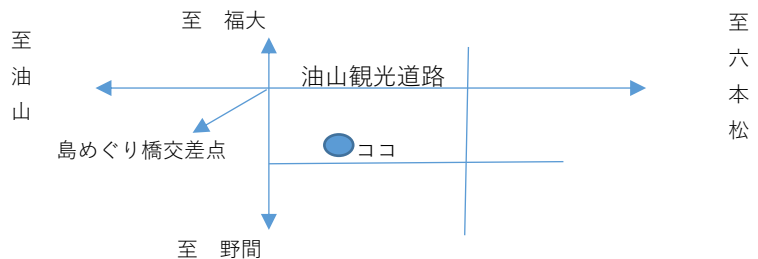 至　福大
至油山
油山観光道路
至六本松
島めぐり橋交差点
ココ
至　野間